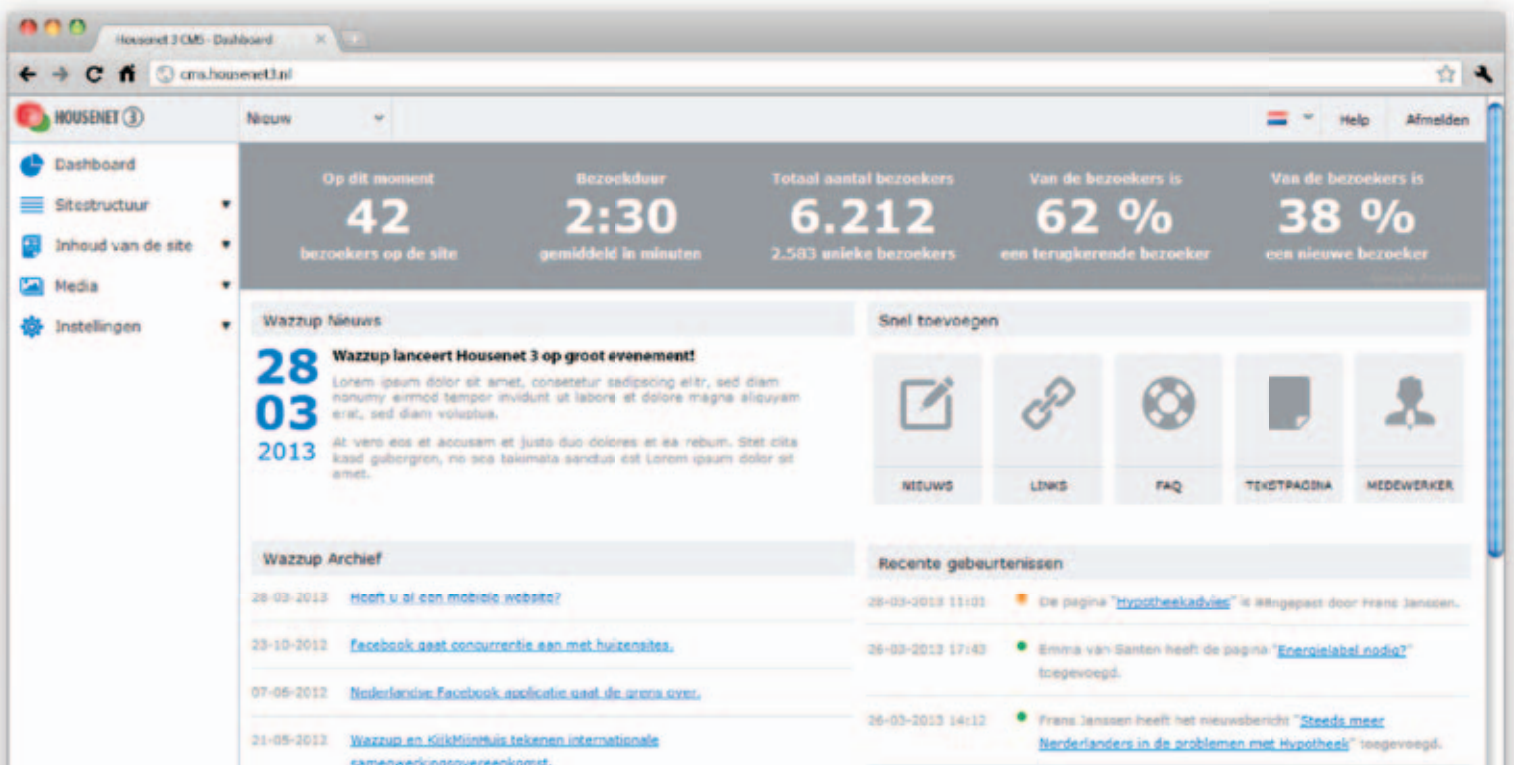 Housenet 3 CMS - Dashboard
cms.housenet3.nl
HOUSENET 3
Nieuw
Help
Afmelden
Dashboard
Sitestructuur
Inhoud van de site
Media
Instellingen
Op dit moment
42
bezoekers op de site
Bezoekduur
2:30
gemiddeld in minuten
Totaal aantal bezoekers
6.212
2.583 unieke bezoekers
Van de bezoekers is
62 %
een terugkerende bezoeker
Van de bezoekers is
38 %
een nieuwe bezoeker
Wazzup Nieuws
28
03
2013
Wazzup lanceert Housenet 3 op groot evenement!
Lorem ipsum dolor sit amet, consetetur sadipscing elitr, sed diam
nonumy eirmod tempor invidunt ut labore et dolore magna aliquyam
erat, sed diam voluptua.
At vero eos et accusam et justo duo dolores et ea rebum. Stet clita
kasd gubergren, no sea takimata sanctus est Lorem ipsum dolor sit
amet.
Snel toevoegen
NIEUWS
LINKS
FAQ
TEKSTPAGINA
MEDEWERKER
Wazzup Archief
28-03-2013 Heeft u al een mobiele website?
23-10-2012 Facebook gaat concurrentie aan met huizensites.
07-06-2012 Nederlandse Facebook applicatie gaat de grens over.
21-05-2012 Wazzup en KijkMijnHuis tekenen internationale
samenwerkingsovereenkomst.
Recente gebeurtenissen
28-03-2013 11:01 De pagina "Hypotheekadvies" is aangepast door Frans Janssen.
26-03-2013 17:43 Emma van Santen heeft de pagina "Energielabel nodig?"
toegevoegd.
26-03-2013 14:12 Frans Janssen heeft het nieuwsbericht "Steeds meer
Nerderlanders in de problemen met Hypotheek" toegevoegd.